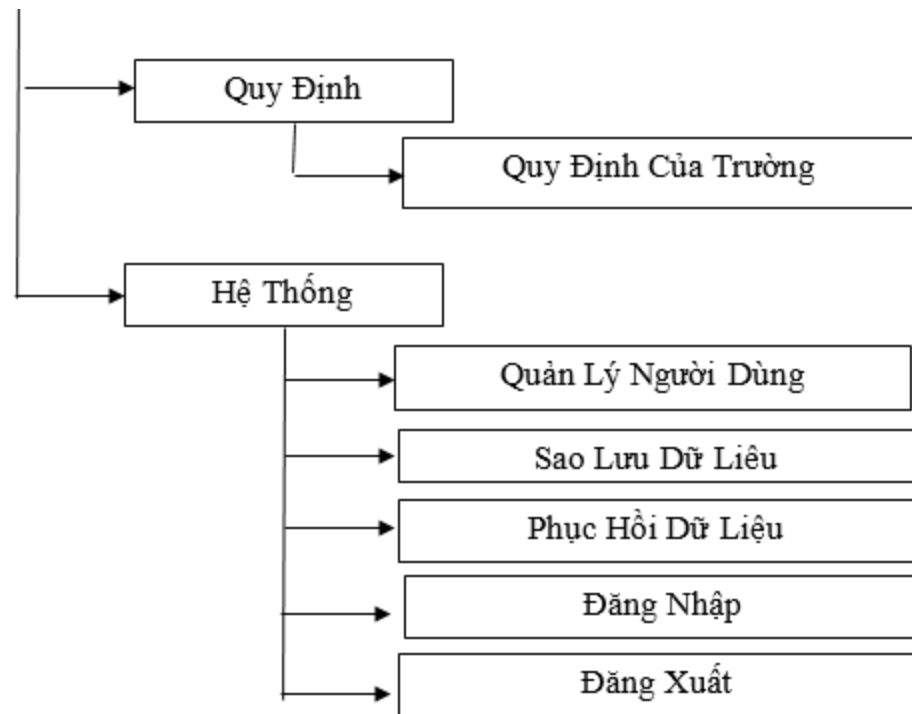 Quy Định
Quy Định Của Trường
Hệ Thống
Quản Lý Người Dùng
Sao Lưu Dữ Liêu
Phục Hồi Dữ Liệu
Đăng Nhập
Đăng Xuất